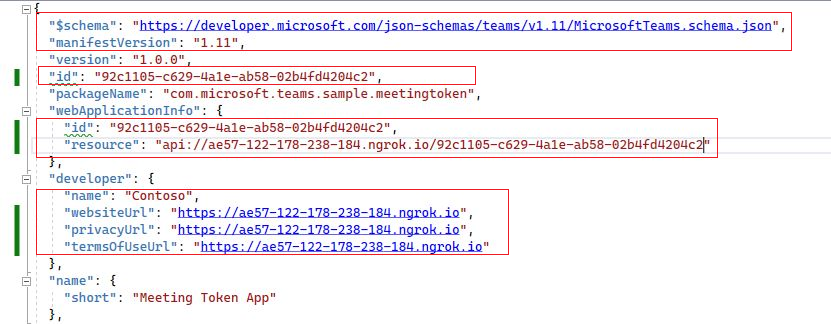 {
"$schema": "https://developer.microsoft.com/json-schemas/teams/v1.11/MicrosoftTeams.schema.json",
"manifestVersion": "1.11",
"version": "1.0.0",
"id": "92c1105-c629-4a1e-ab58-02b4fd4204c2",
"packageName": "com.microsoft.teams.sample.meetingtoken",
"webApplicationInfo": {
"id": "92c1105-c629-4a1e-ab58-02b4fd4204c2",
"resource": "api://ae57-122-178-238-184.ngrok.io/92c1105-c629-4a1e-ab58-02b4fd4204c2"
},
"developer": {
"name": "Contoso",
"websiteUrl": "https://ae57-122-178-238-184.ngrok.io",
"privacyUrl": "https://ae57-122-178-238-184.ngrok.io",
"termsOfUseUrl": "https://ae57-122-178-238-184.ngrok.io"
},
"name": {
"short": "Meeting Token App"
},